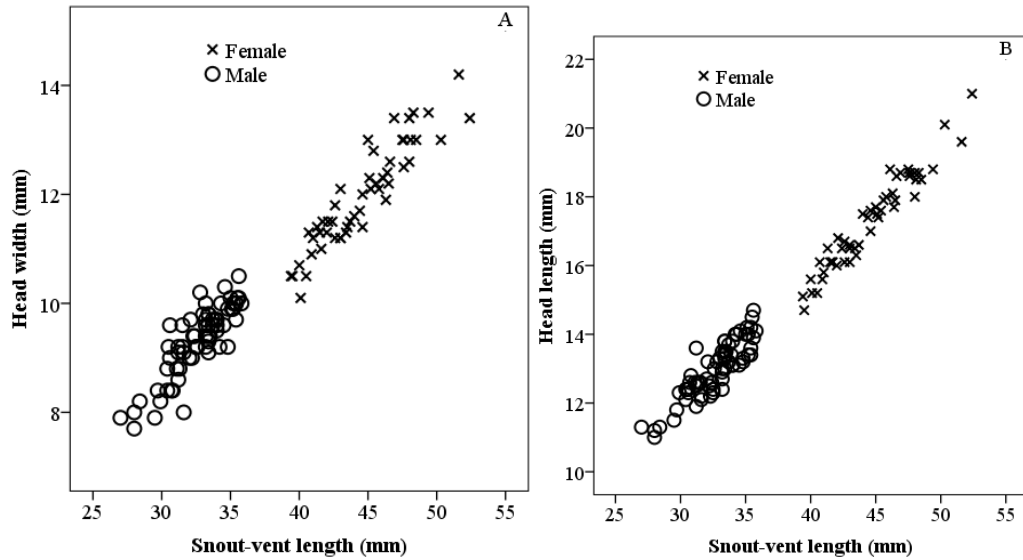 A
× Female
○ Male
Head width (mm)
14
12
10
8
25 30 35 40 45 50 55
Snout-vent length (mm)
B
× Female
○ Male
Head length (mm)
22
20
18
16
14
12
10
25 30 35 40 45 50 55
Snout-vent length (mm)